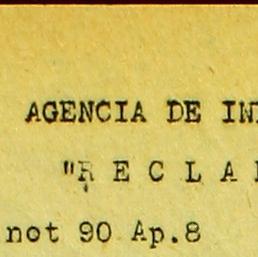 AGENCIA DE IN
"R E C L A
not 90 Ap.8